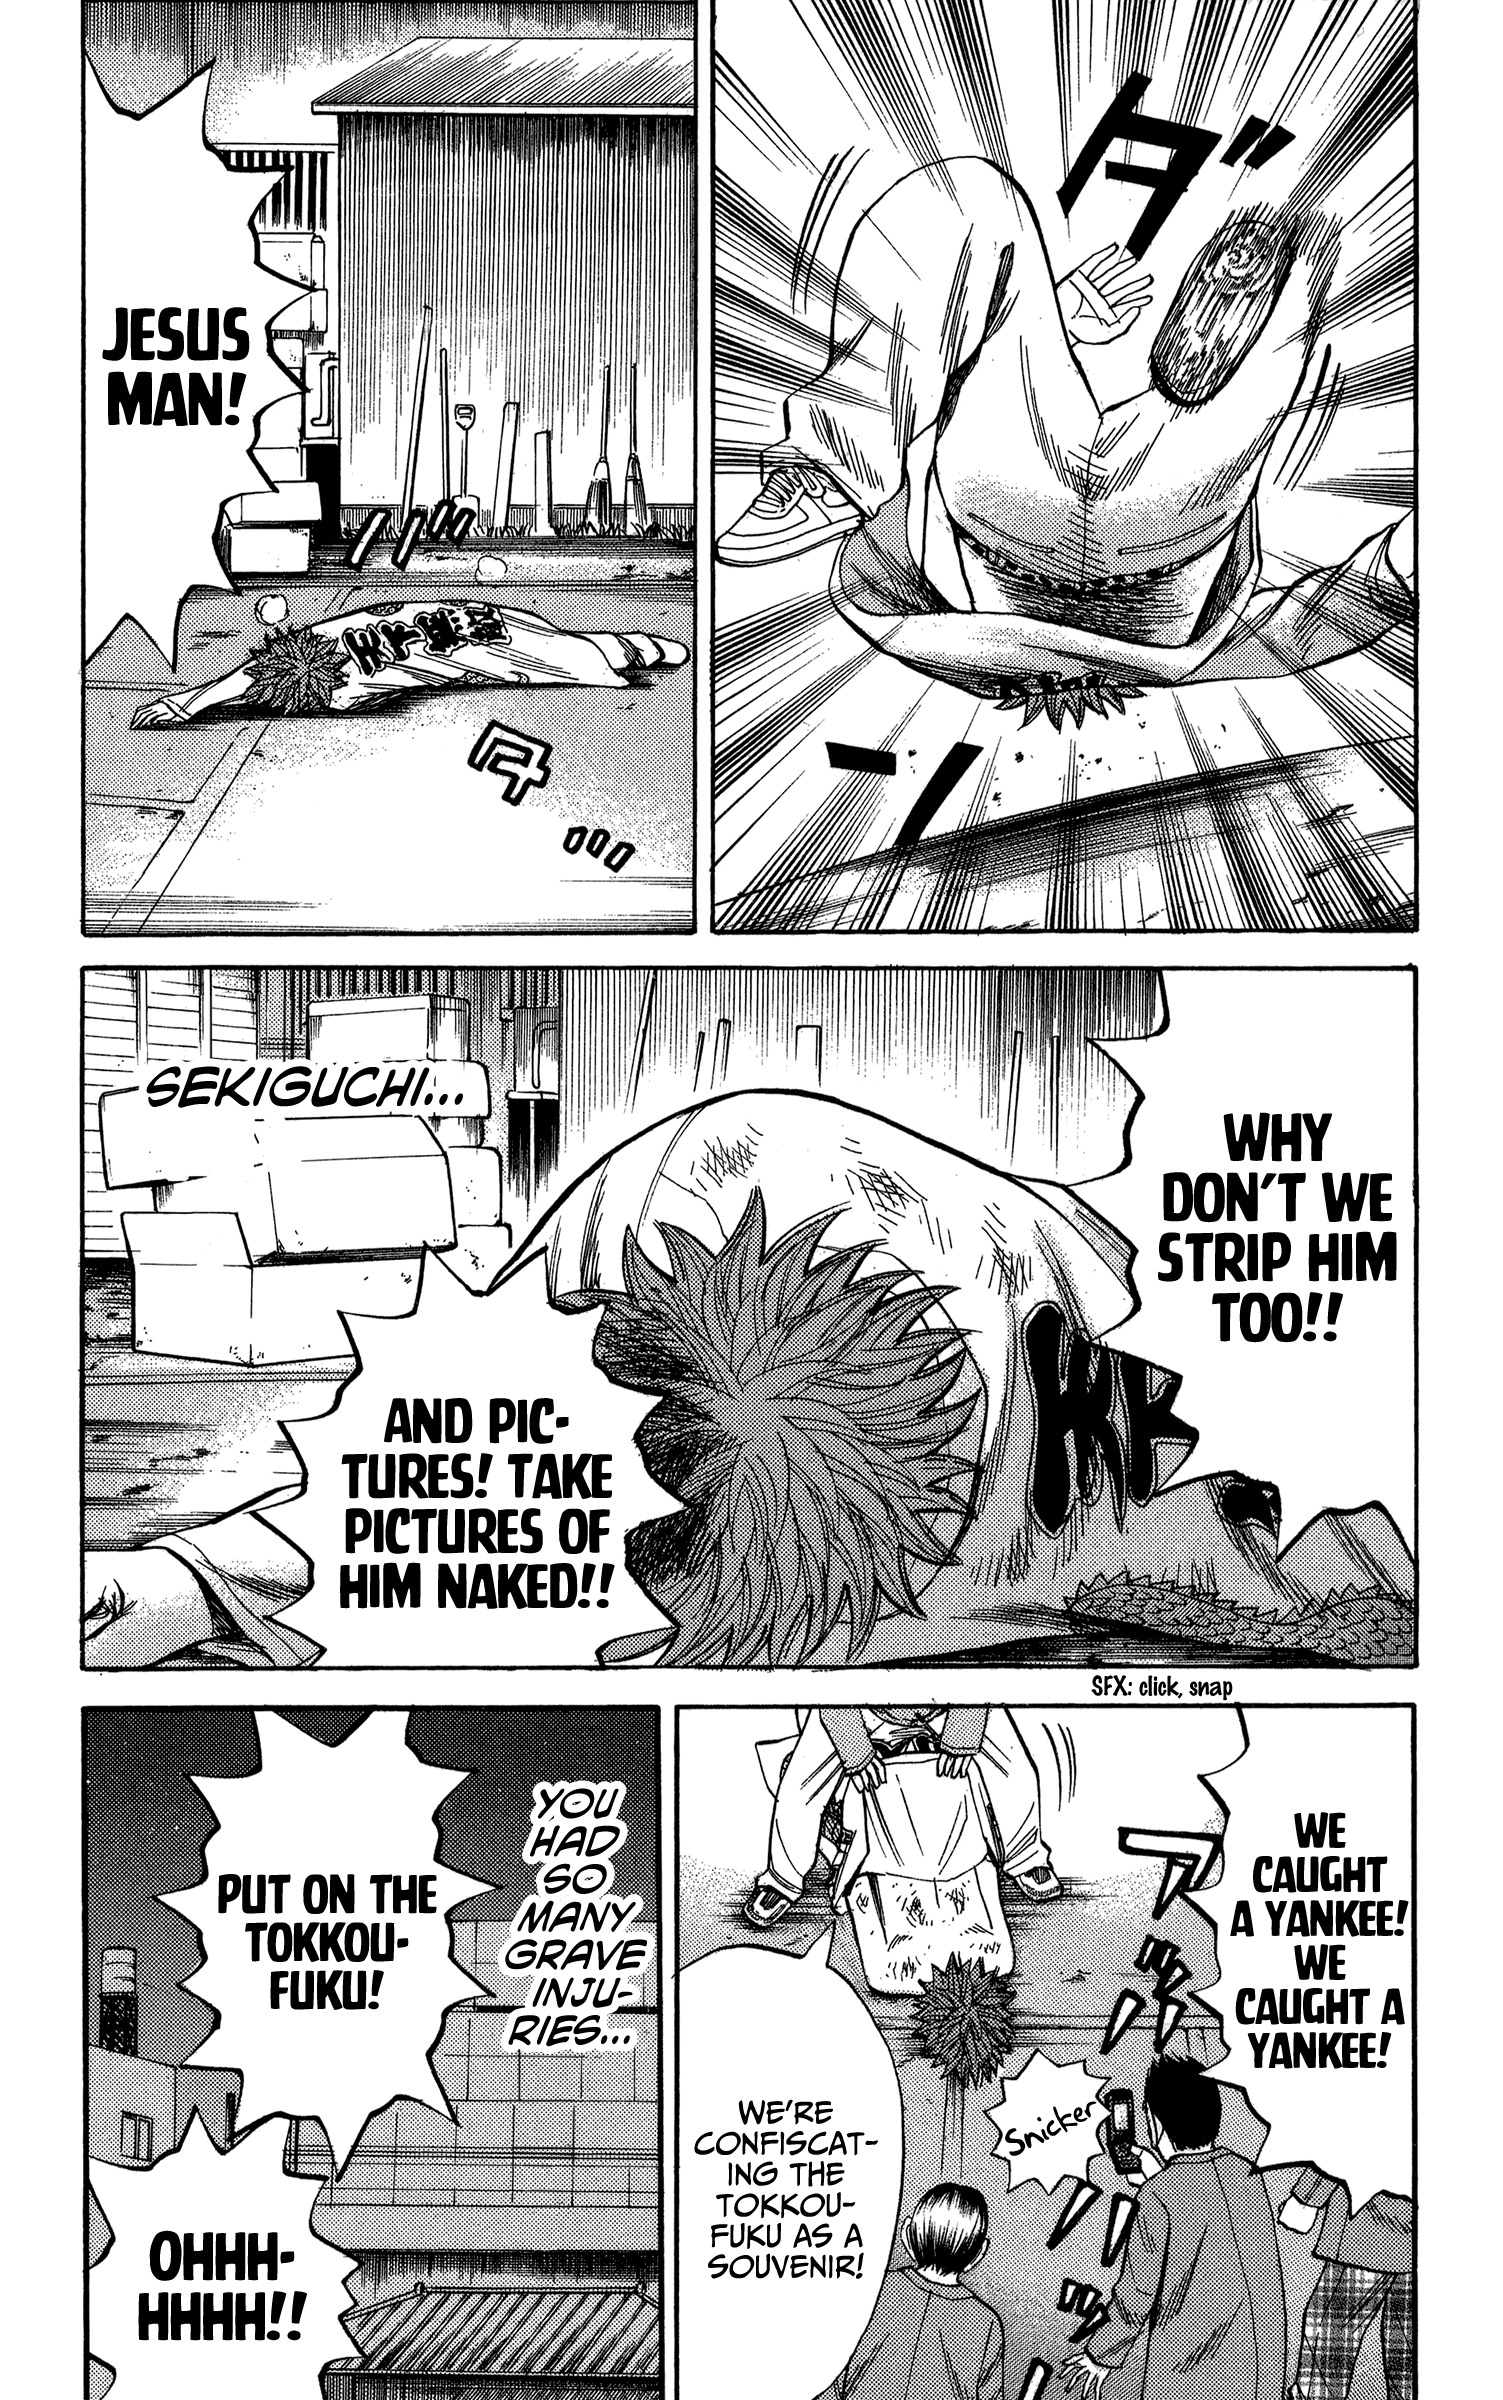 ダ
ン
JESUS
MAN!
WHY
DON'T WE
STRIP HIM
TOO!!
SEKIGUCHI...
AND PIC-
TURES! TAKE
PICTURES OF
HIM NAKED!!
SFX: click, snap
WE
CAUGHT
A YANKEE!
WE
CAUGHT A
YANKEE!
Snicker
WE'RE
CONFISCAT-
ING THE
TOKKOU-
FUKU AS A
SOUVENIR!
YOU
HAD
SO
MANY
GRAVE
INJU-
RIES...
PUT ON THE
TOKKOU-
FUKU!
OHHH-
HHHH!!